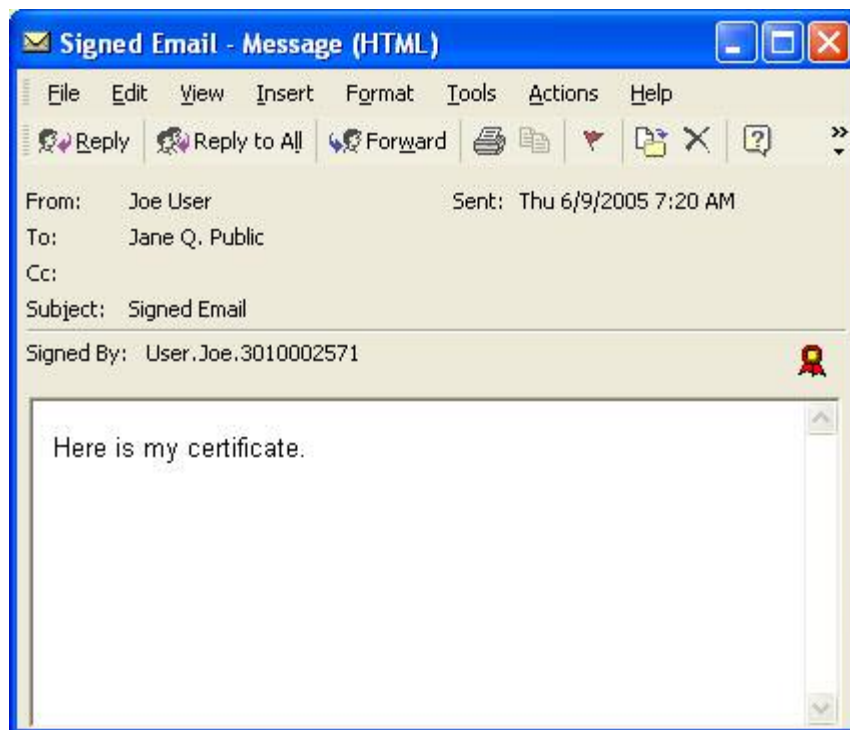 Signed Email - Message (HTML)
File Edit View Insert Format Tools Actions Help
Reply Reply to All Forward
From: Joe User Sent: Thu 6/9/2005 7:20 AM
To: Jane Q. Public
Cc:
Subject: Signed Email
Signed By: User.Joe.3010002571
Here is my certificate.